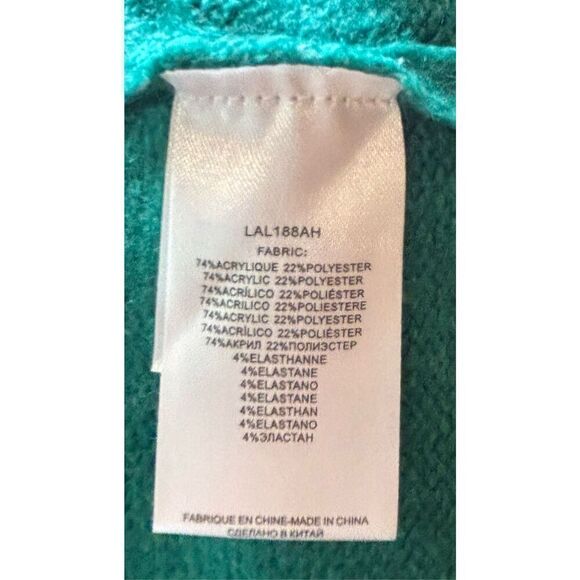 LAL188AH
FABRIC:
74%ACRYLIQUE 22%POLYESTER
74%ACRYLIC 22%POLYESTER
74%ACRÍLICO 22%POLIÉSTER
74%ACRILICO 22%POLIESTERE
74%ACRYLIC 22%POLYESTER
74%ACRÍLICO 22%POLIÉSTER
74%АКРИЛ 22%ПОЛИЭСТЕР
4%ELASTHANNE
4%ELASTANE
4%ELASTANO
4%ELASTANE
4%ELASTHAN
4%ELASTANO
4%ЭЛАСТАН
FABRIQUE EN CHINE-MADE IN CHINA
СДЕЛАНО В КИТАЙ